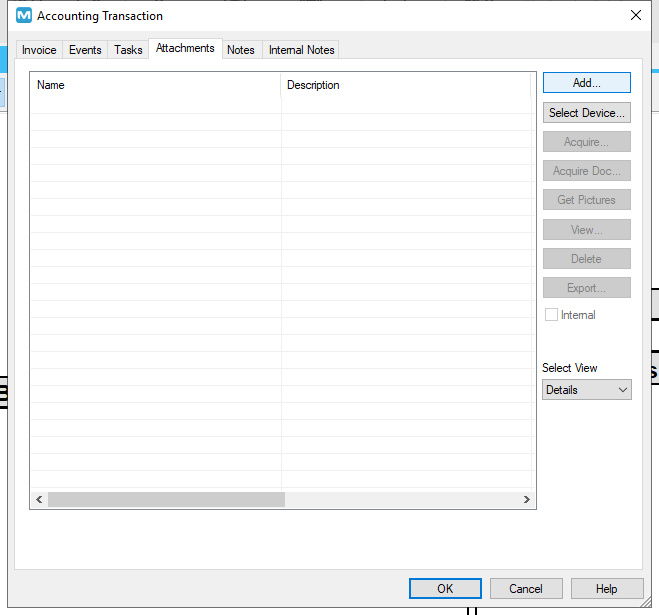 Accounting Transaction
Invoice Events Tasks Attachments Notes Internal Notes
Name Description
Add...
Select Device...
Acquire...
Acquire Doc...
Get Pictures
View...
Delete
Export...
Internal
Select View
Details
OK Cancel Help